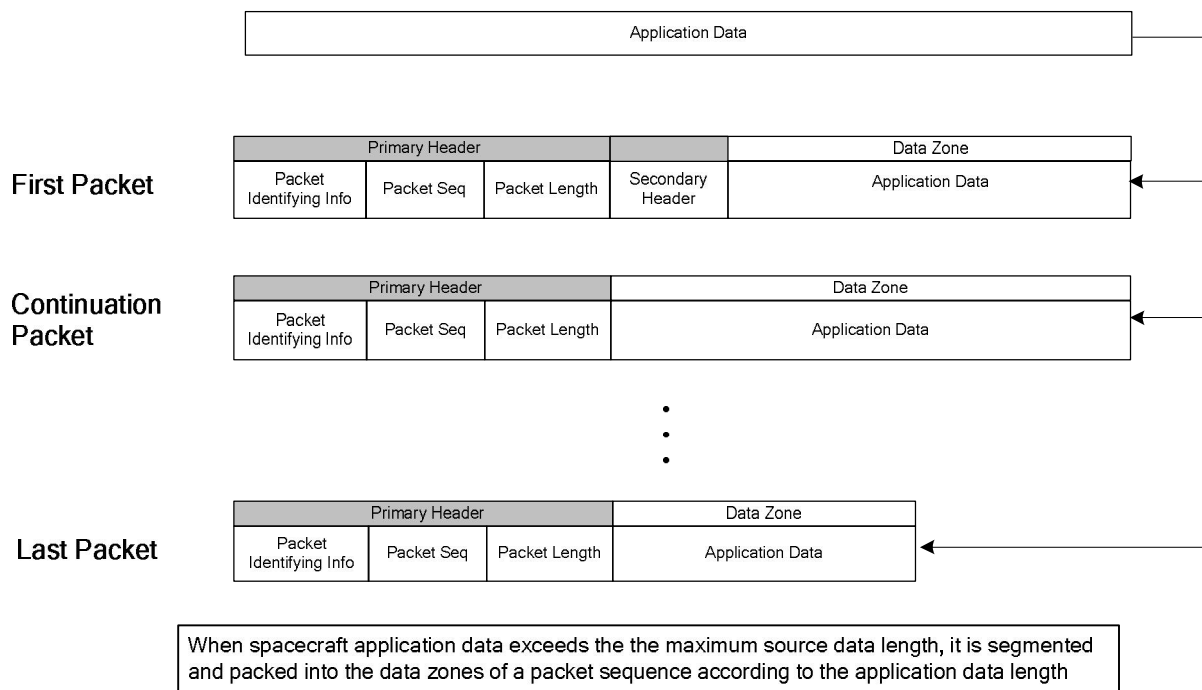 Application Data
Primary Header
Data Zone
First Packet
Packet
Identifying Info
Packet Seq
Packet Length
Secondary
Header
Application Data
Primary Header
Data Zone
Continuation
Packet
Packet
Identifying Info
Packet Seq
Packet Length
Application Data
Primary Header
Data Zone
Last Packet
Packet
Identifying Info
Packet Seq
Packet Length
Application Data
When spacecraft application data exceeds the the maximum source data length, it is segmented
and packed into the data zones of a packet sequence according to the application data length